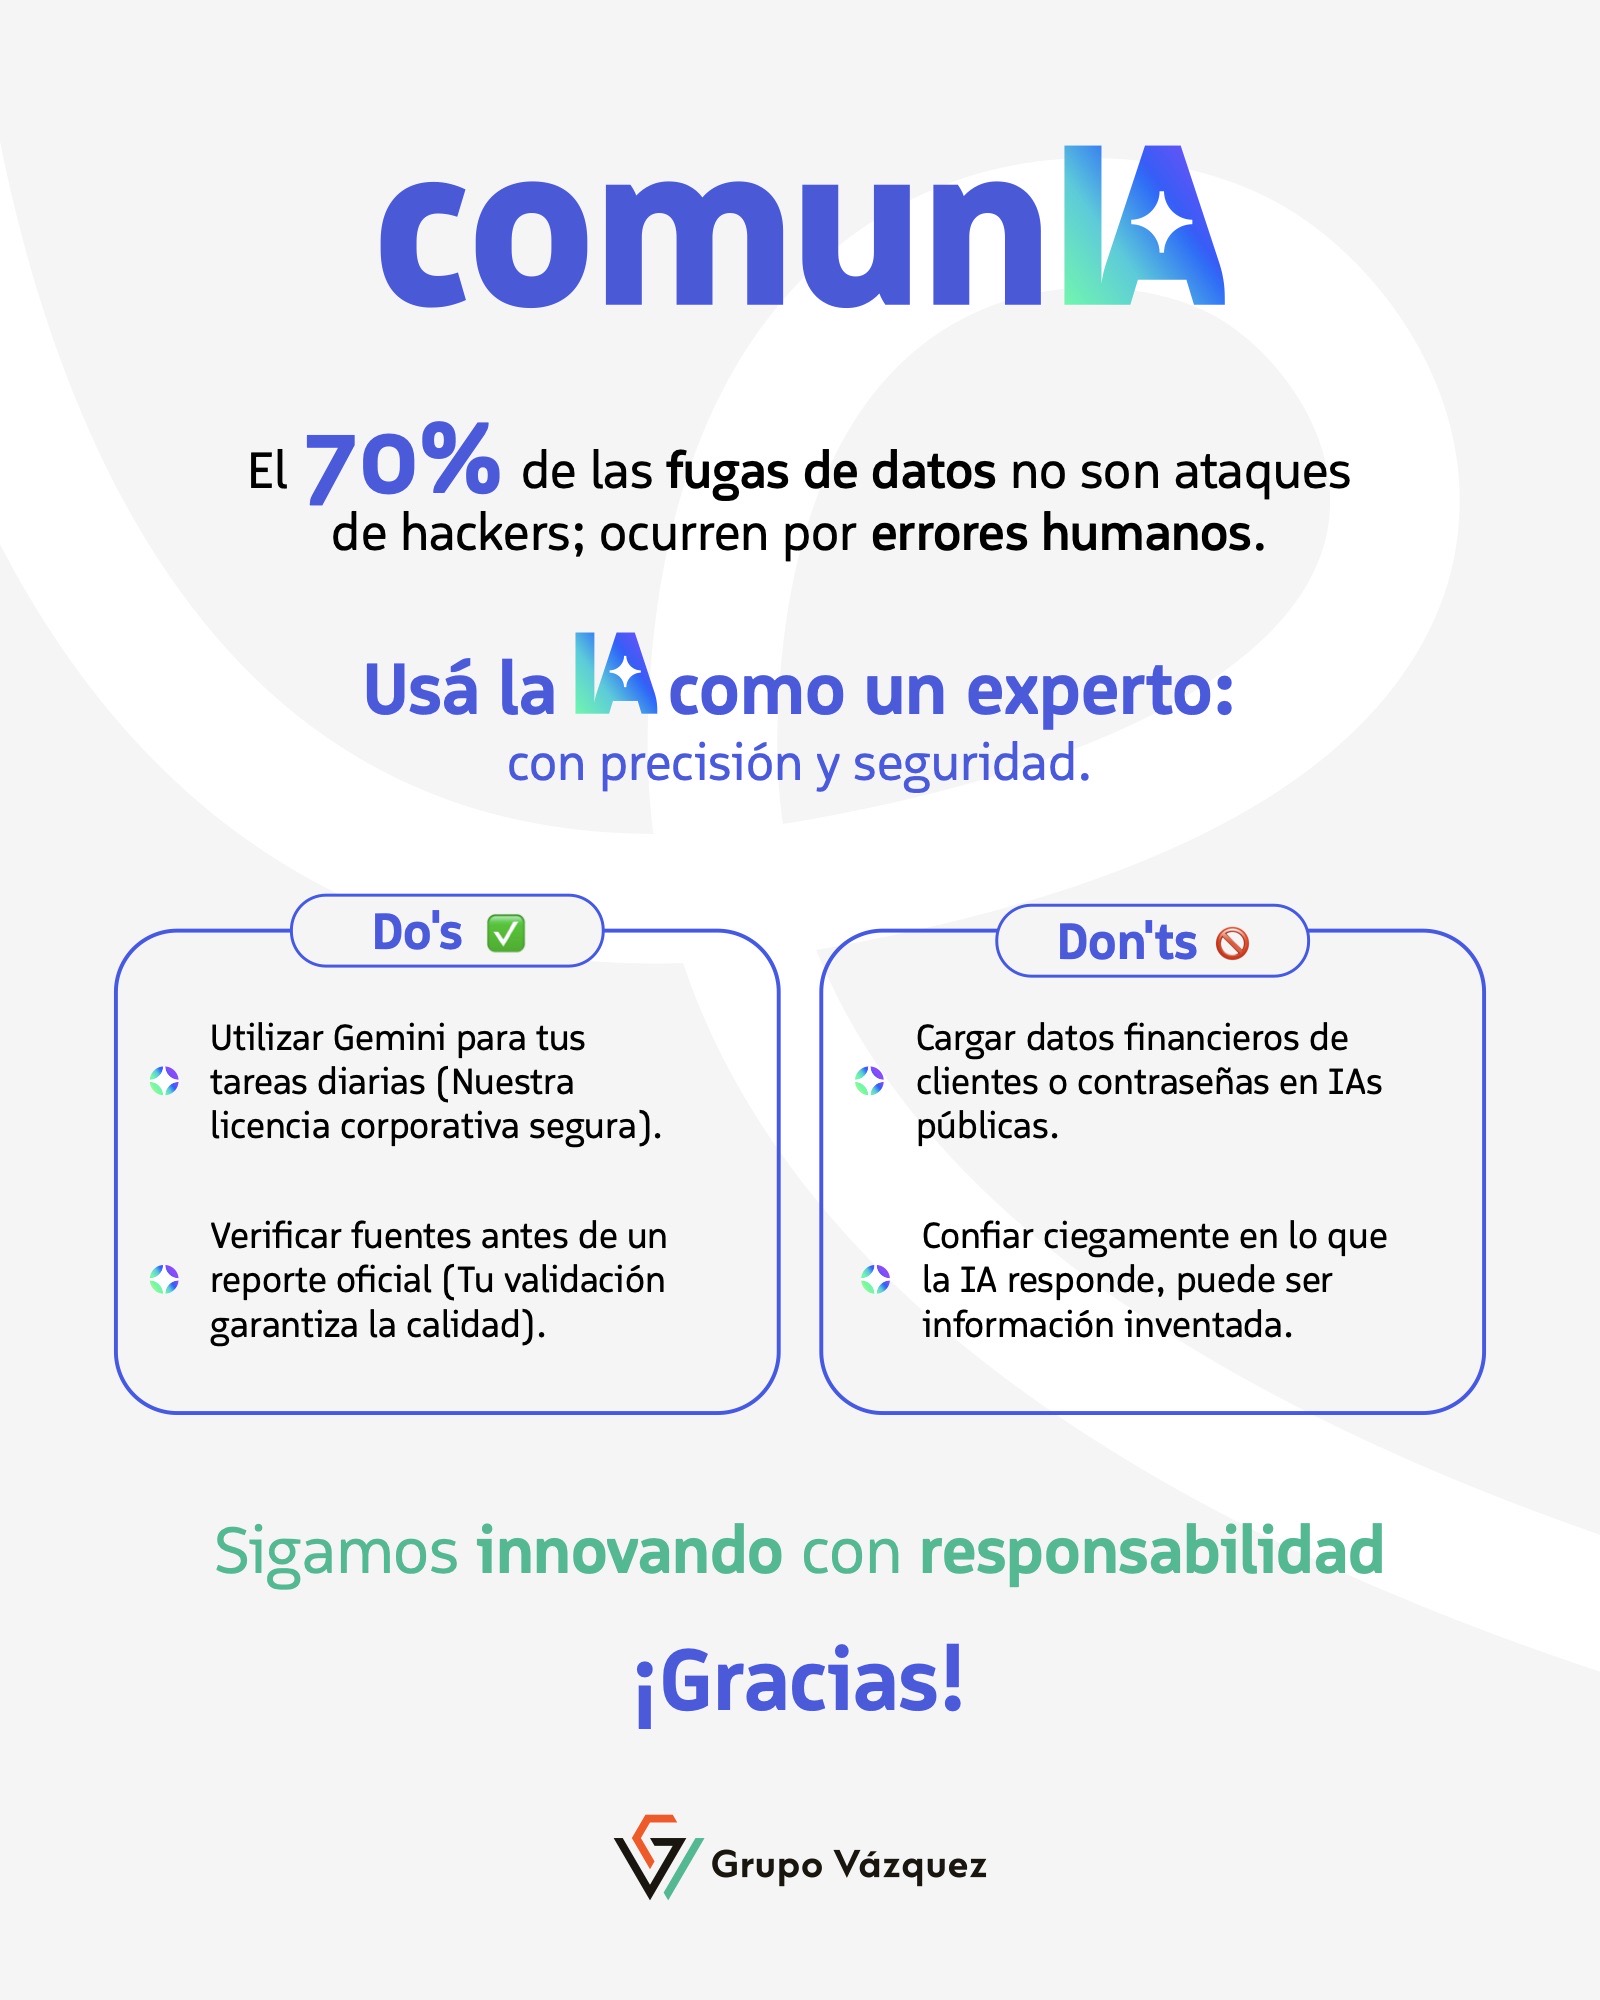 comunIA
El 70% de las fugas de datos no son ataques
de hackers; ocurren por errores humanos.
Usá la IA como un experto:
con precisión y seguridad.
Do's ✅
Utilizar Gemini para tus
tareas diarias (Nuestra
licencia corporativa segura).
Verificar fuentes antes de un
reporte oficial (Tu validación
garantiza la calidad).
Don'ts 🚫
Cargar datos financieros de
clientes o contraseñas en IAs
públicas.
Confiar ciegamente en lo que
la IA responde, puede ser
información inventada.
Sigamos innovando con responsabilidad
¡Gracias!
Grupo Vázquez